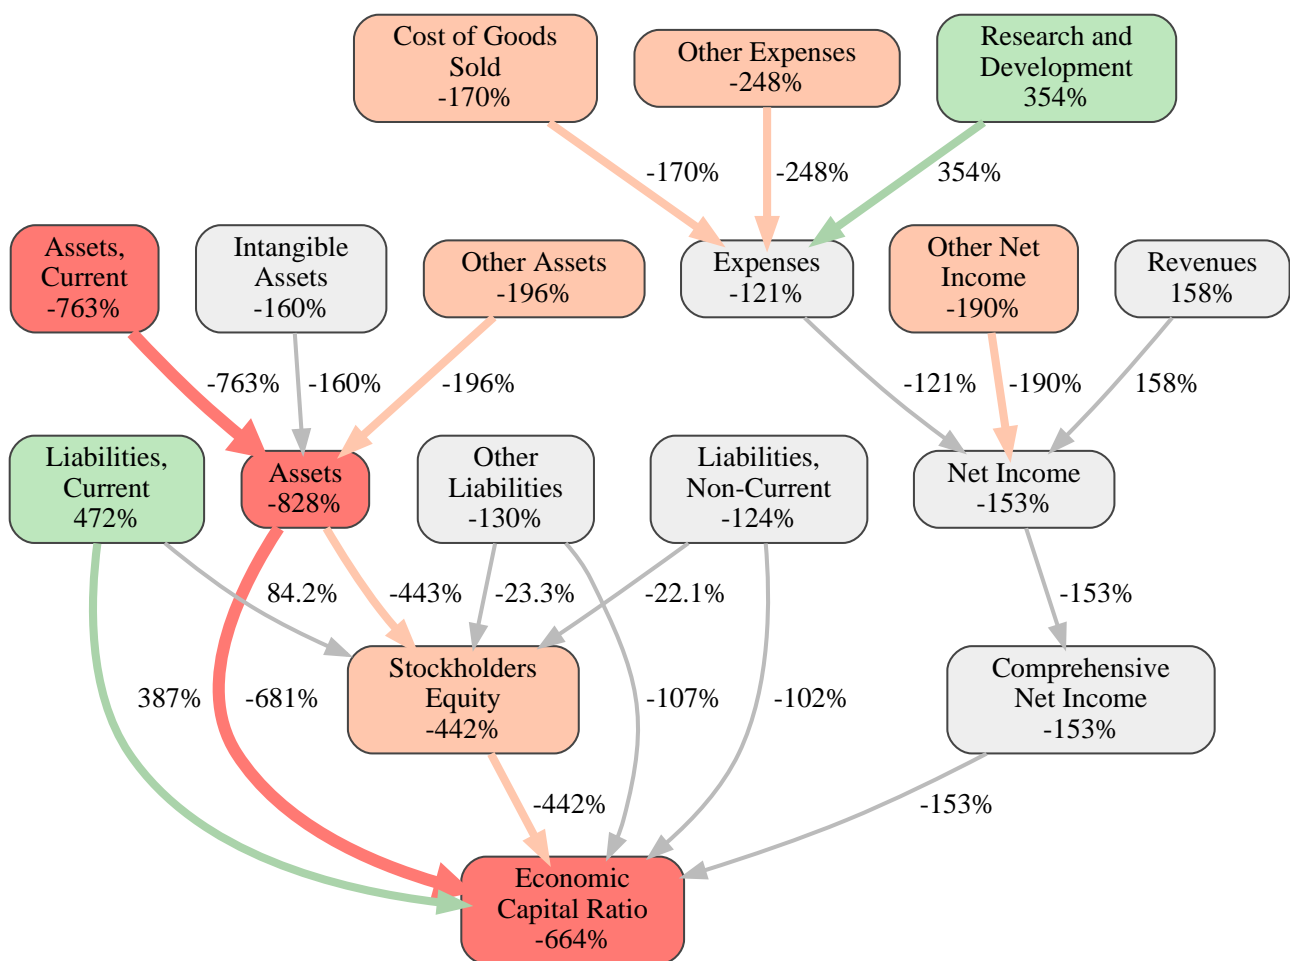 Cost of Goods
Sold
-170%
Other Expenses
-248%
Research and
Development
354%
-170%
-248%
354%
Assets,
Current
-763%
Intangible
Assets
-160%
Other Assets
-196%
Expenses
-121%
Other Net
Income
-190%
Revenues
158%
-763%
-160%
-196%
-121%
-190%
158%
Liabilities,
Current
472%
Assets
-828%
Other
Liabilities
-130%
Liabilities,
Non-Current
-124%
Net Income
-153%
84.2%
-443%
-23.3%
-22.1%
-153%
Stockholders
Equity
-442%
Comprehensive
Net Income
-153%
387%
-681%
-107%
-102%
-442%
-153%
Economic
Capital Ratio
-664%